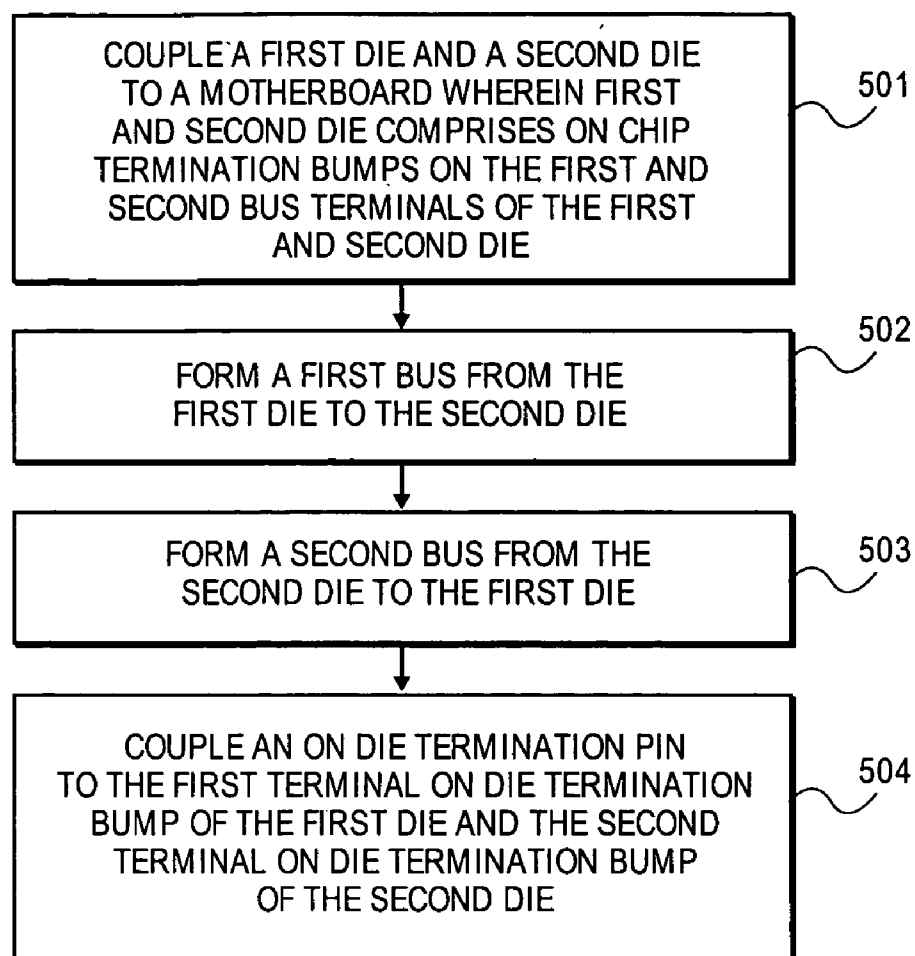 COUPLE A FIRST DIE AND A SECOND DIE
TO A MOTHERBOARD WHEREIN FIRST
AND SECOND DIE COMPRISES ON CHIP
TERMINATION BUMPS ON THE FIRST AND
SECOND BUS TERMINALS OF THE FIRST
AND SECOND DIE
501
FORM A FIRST BUS FROM THE
FIRST DIE TO THE SECOND DIE
502
FORM A SECOND BUS FROM THE
SECOND DIE TO THE FIRST DIE
503
COUPLE AN ON DIE TERMINATION PIN
TO THE FIRST TERMINAL ON DIE TERMINATION
BUMP OF THE FIRST DIE AND THE SECOND
TERMINAL ON DIE TERMINATION BUMP
OF THE SECOND DIE
504